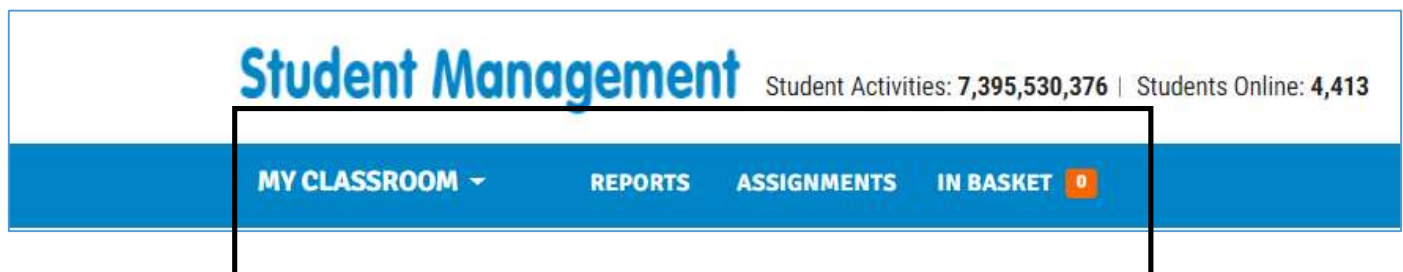 Student Management Student Activities: 7,395,530,376 | Students Online: 4,413
MY CLASSROOM REPORTS ASSIGNMENTS IN BASKET 0